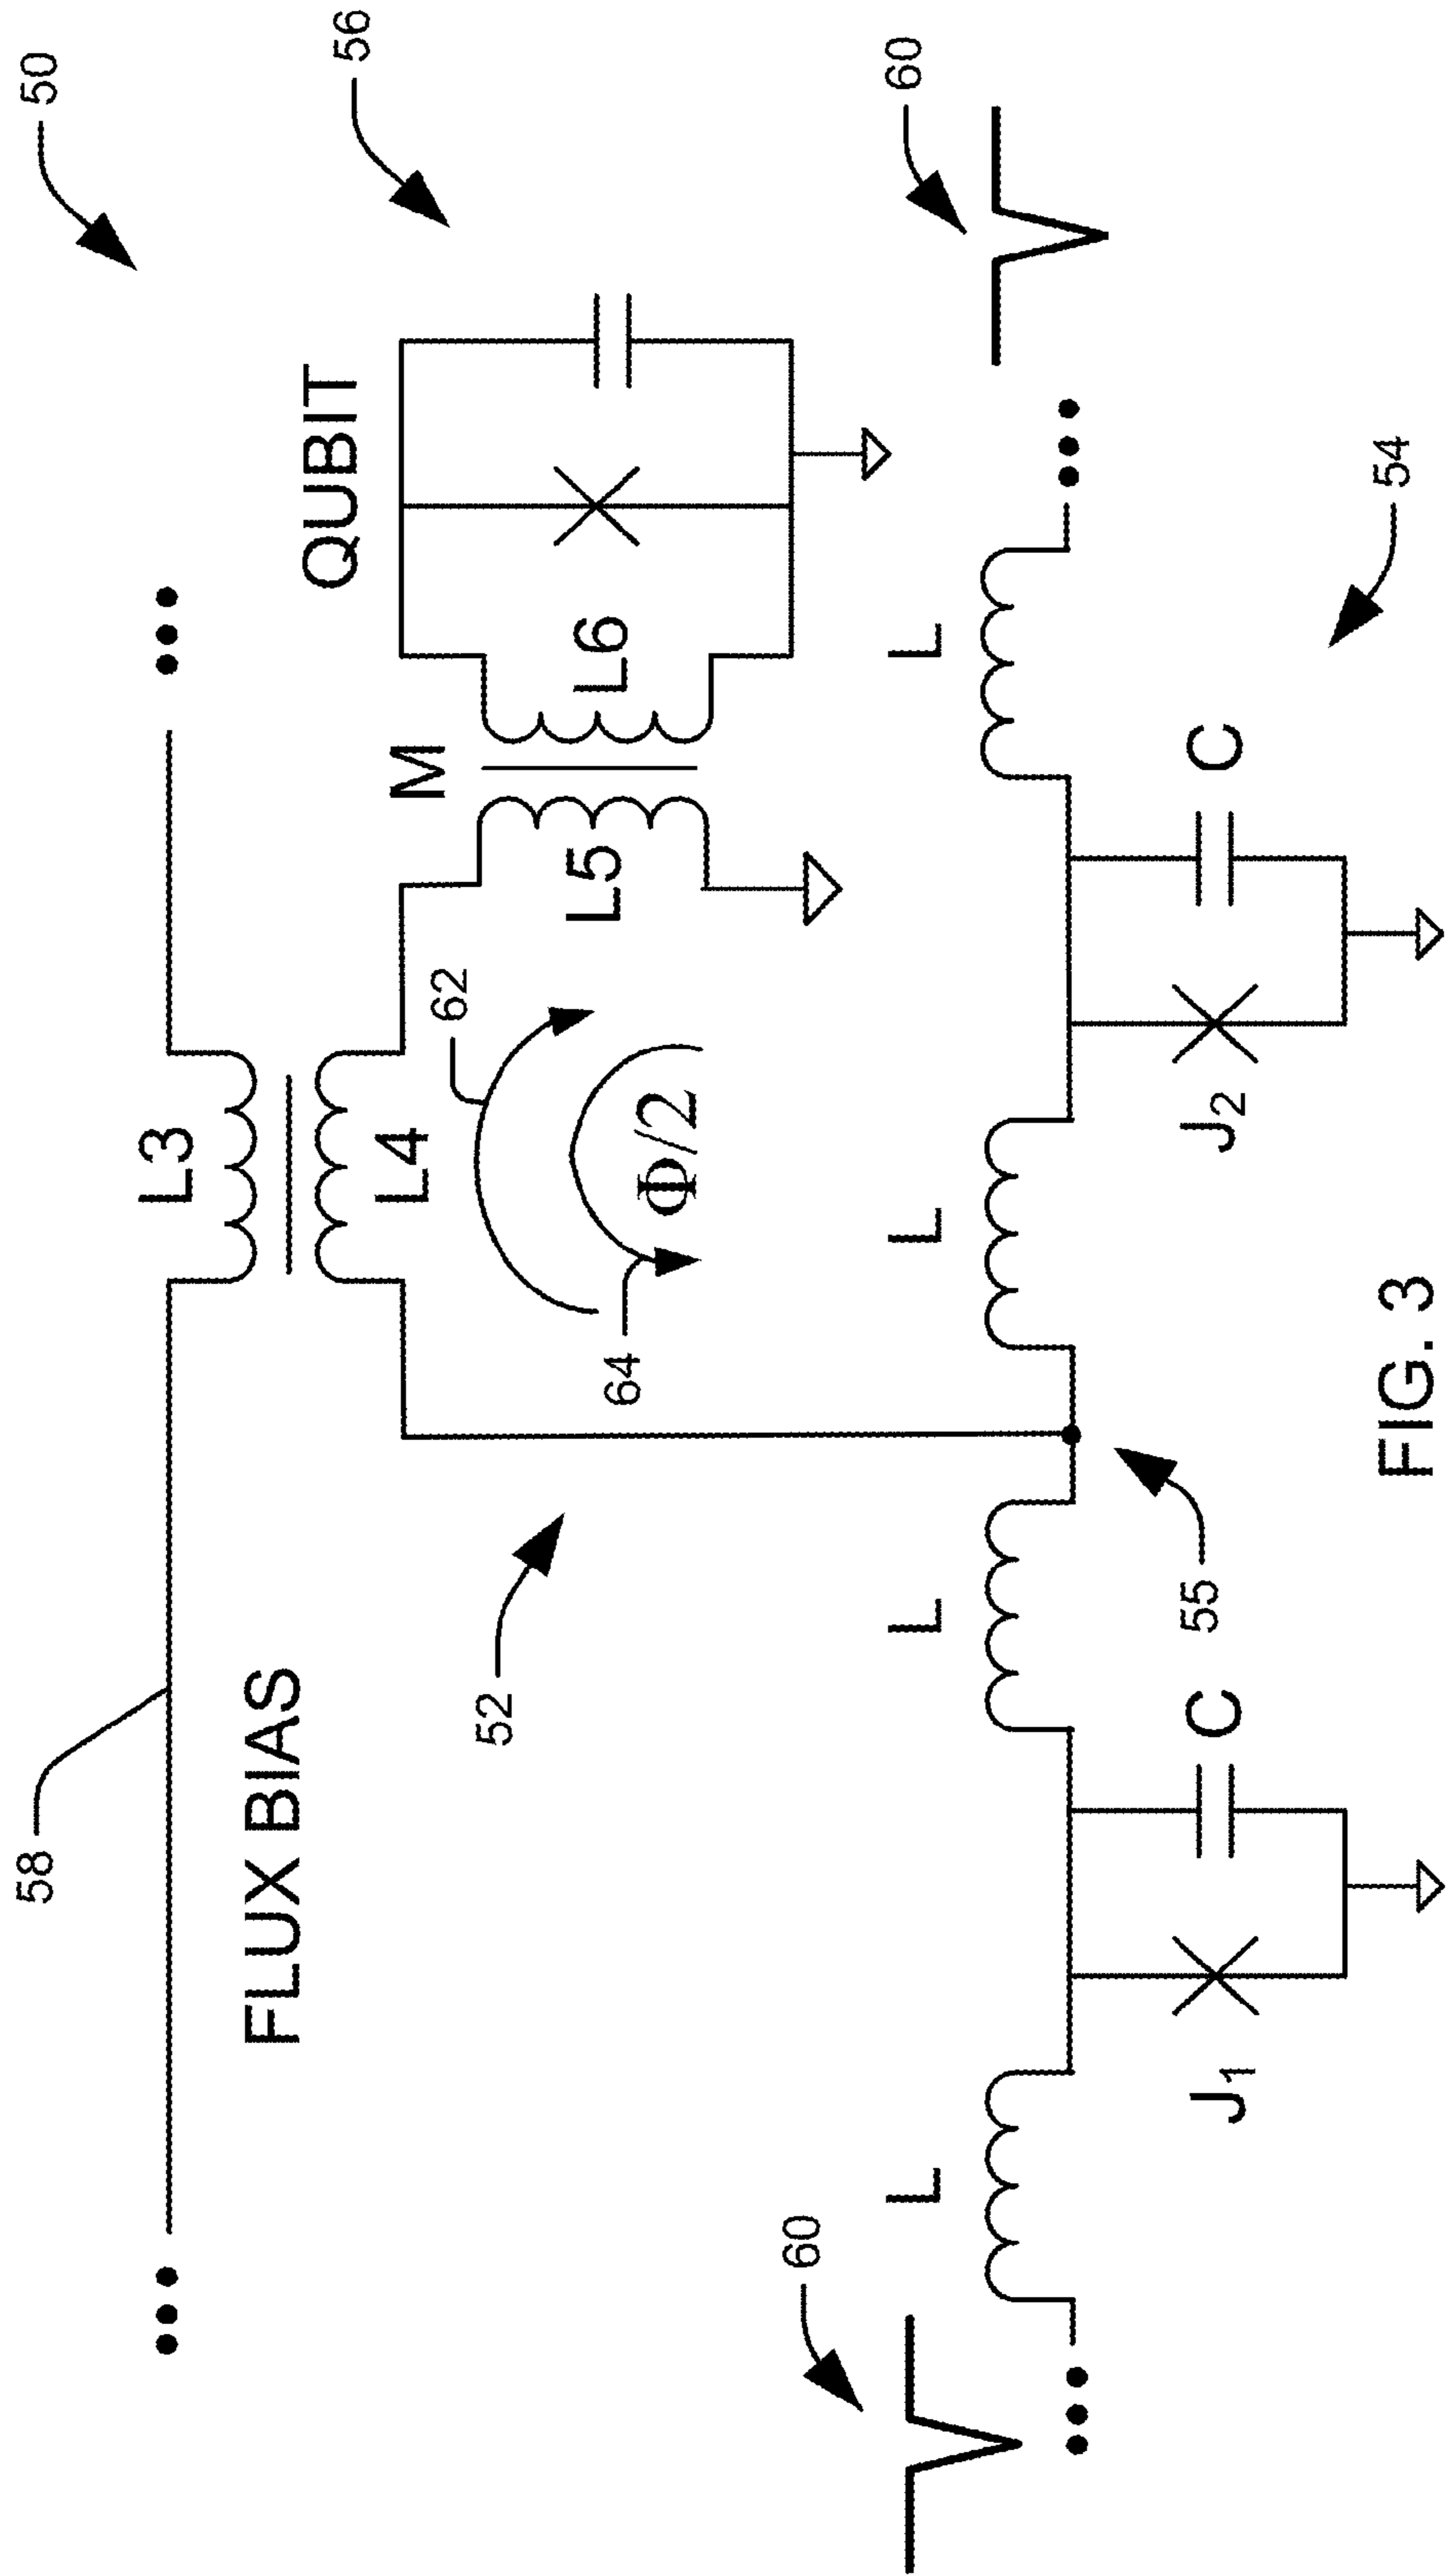 50
58
FLUX BIAS
L3
L4
QUBIT
56
M
L5
L6
62
64
Φ/2
52
60
60
L
L
L
L
55
J1
C
J2
C
54
FIG. 3